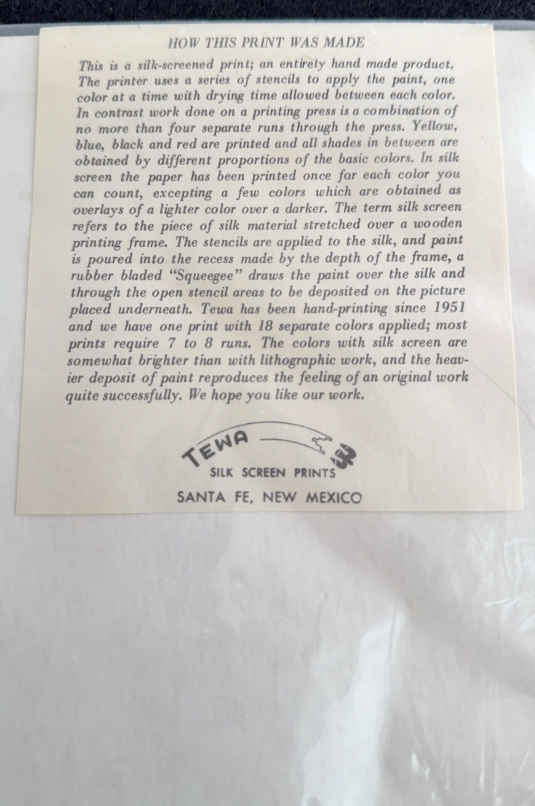 HOW THIS PRINT WAS MADE
This is a silk-screened print; an entirely hand made product.
The printer uses a series of stencils to apply the paint, one
color at a time with drying time allowed between each color.
In contrast work done on a printing press is a combination of
no more than four separate runs through the press. Yellow,
blue, black and red are printed and all shades in between are
obtained by different proportions of the basic colors. In silk
screen the paper has been printed once for each color you
can count, excepting a few colors which are obtained as
overlays of a lighter color over a darker. The term silk screen
refers to the piece of silk material stretched over a wooden
printing frame. The stencils are applied to the silk, and paint
is poured into the recess made by the depth of the frame, a
rubber bladed "Squeegee" draws the paint over the silk and
through the open stencil areas to be deposited on the picture
placed underneath. Tewa has been hand-printing since 1951
and we have one print with 18 separate colors applied; most
prints require 7 to 8 runs. The colors with silk screen are
somewhat brighter than with lithographic work, and the heav-
ier deposit of paint reproduces the feeling of an original work
quite successfully. We hope you like our work.
TEWA
SILK SCREEN PRINTS
SANTA FE, NEW MEXICO